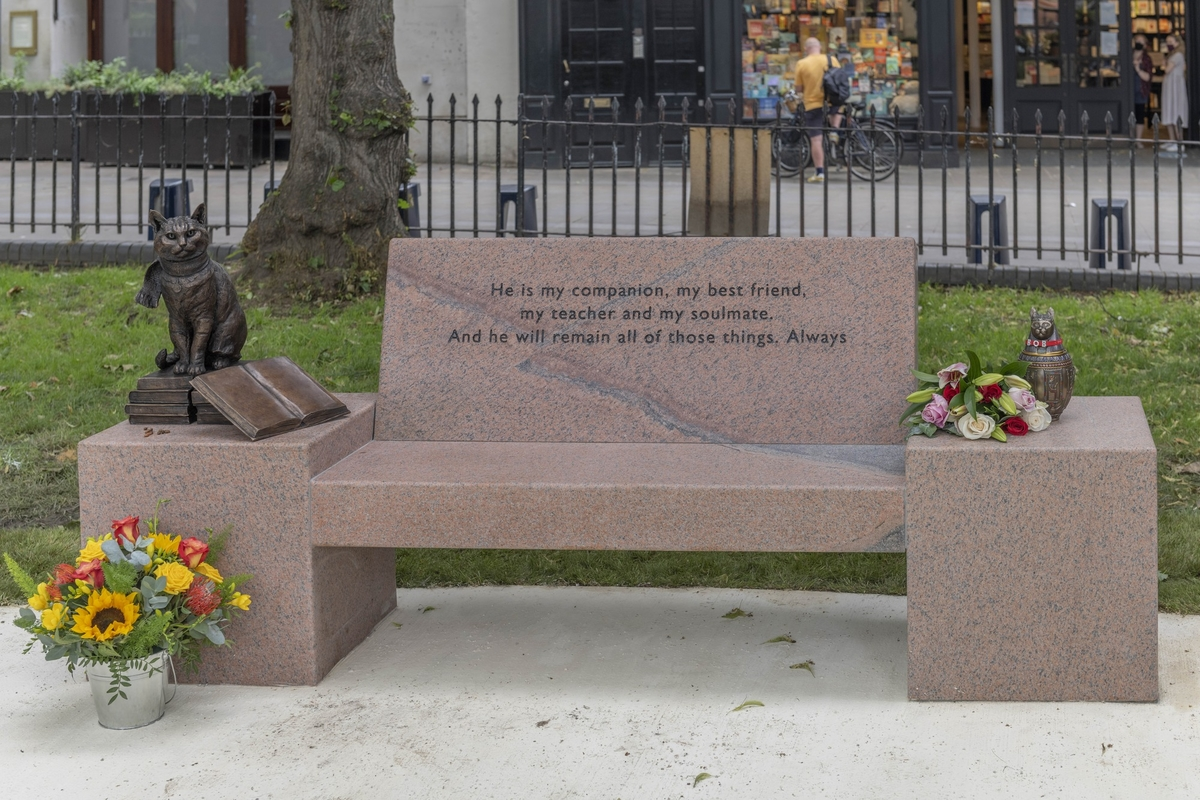 He is my companion, my best friend,
my teacher and my soulmate.
And he will remain all of those things. Always
BOB